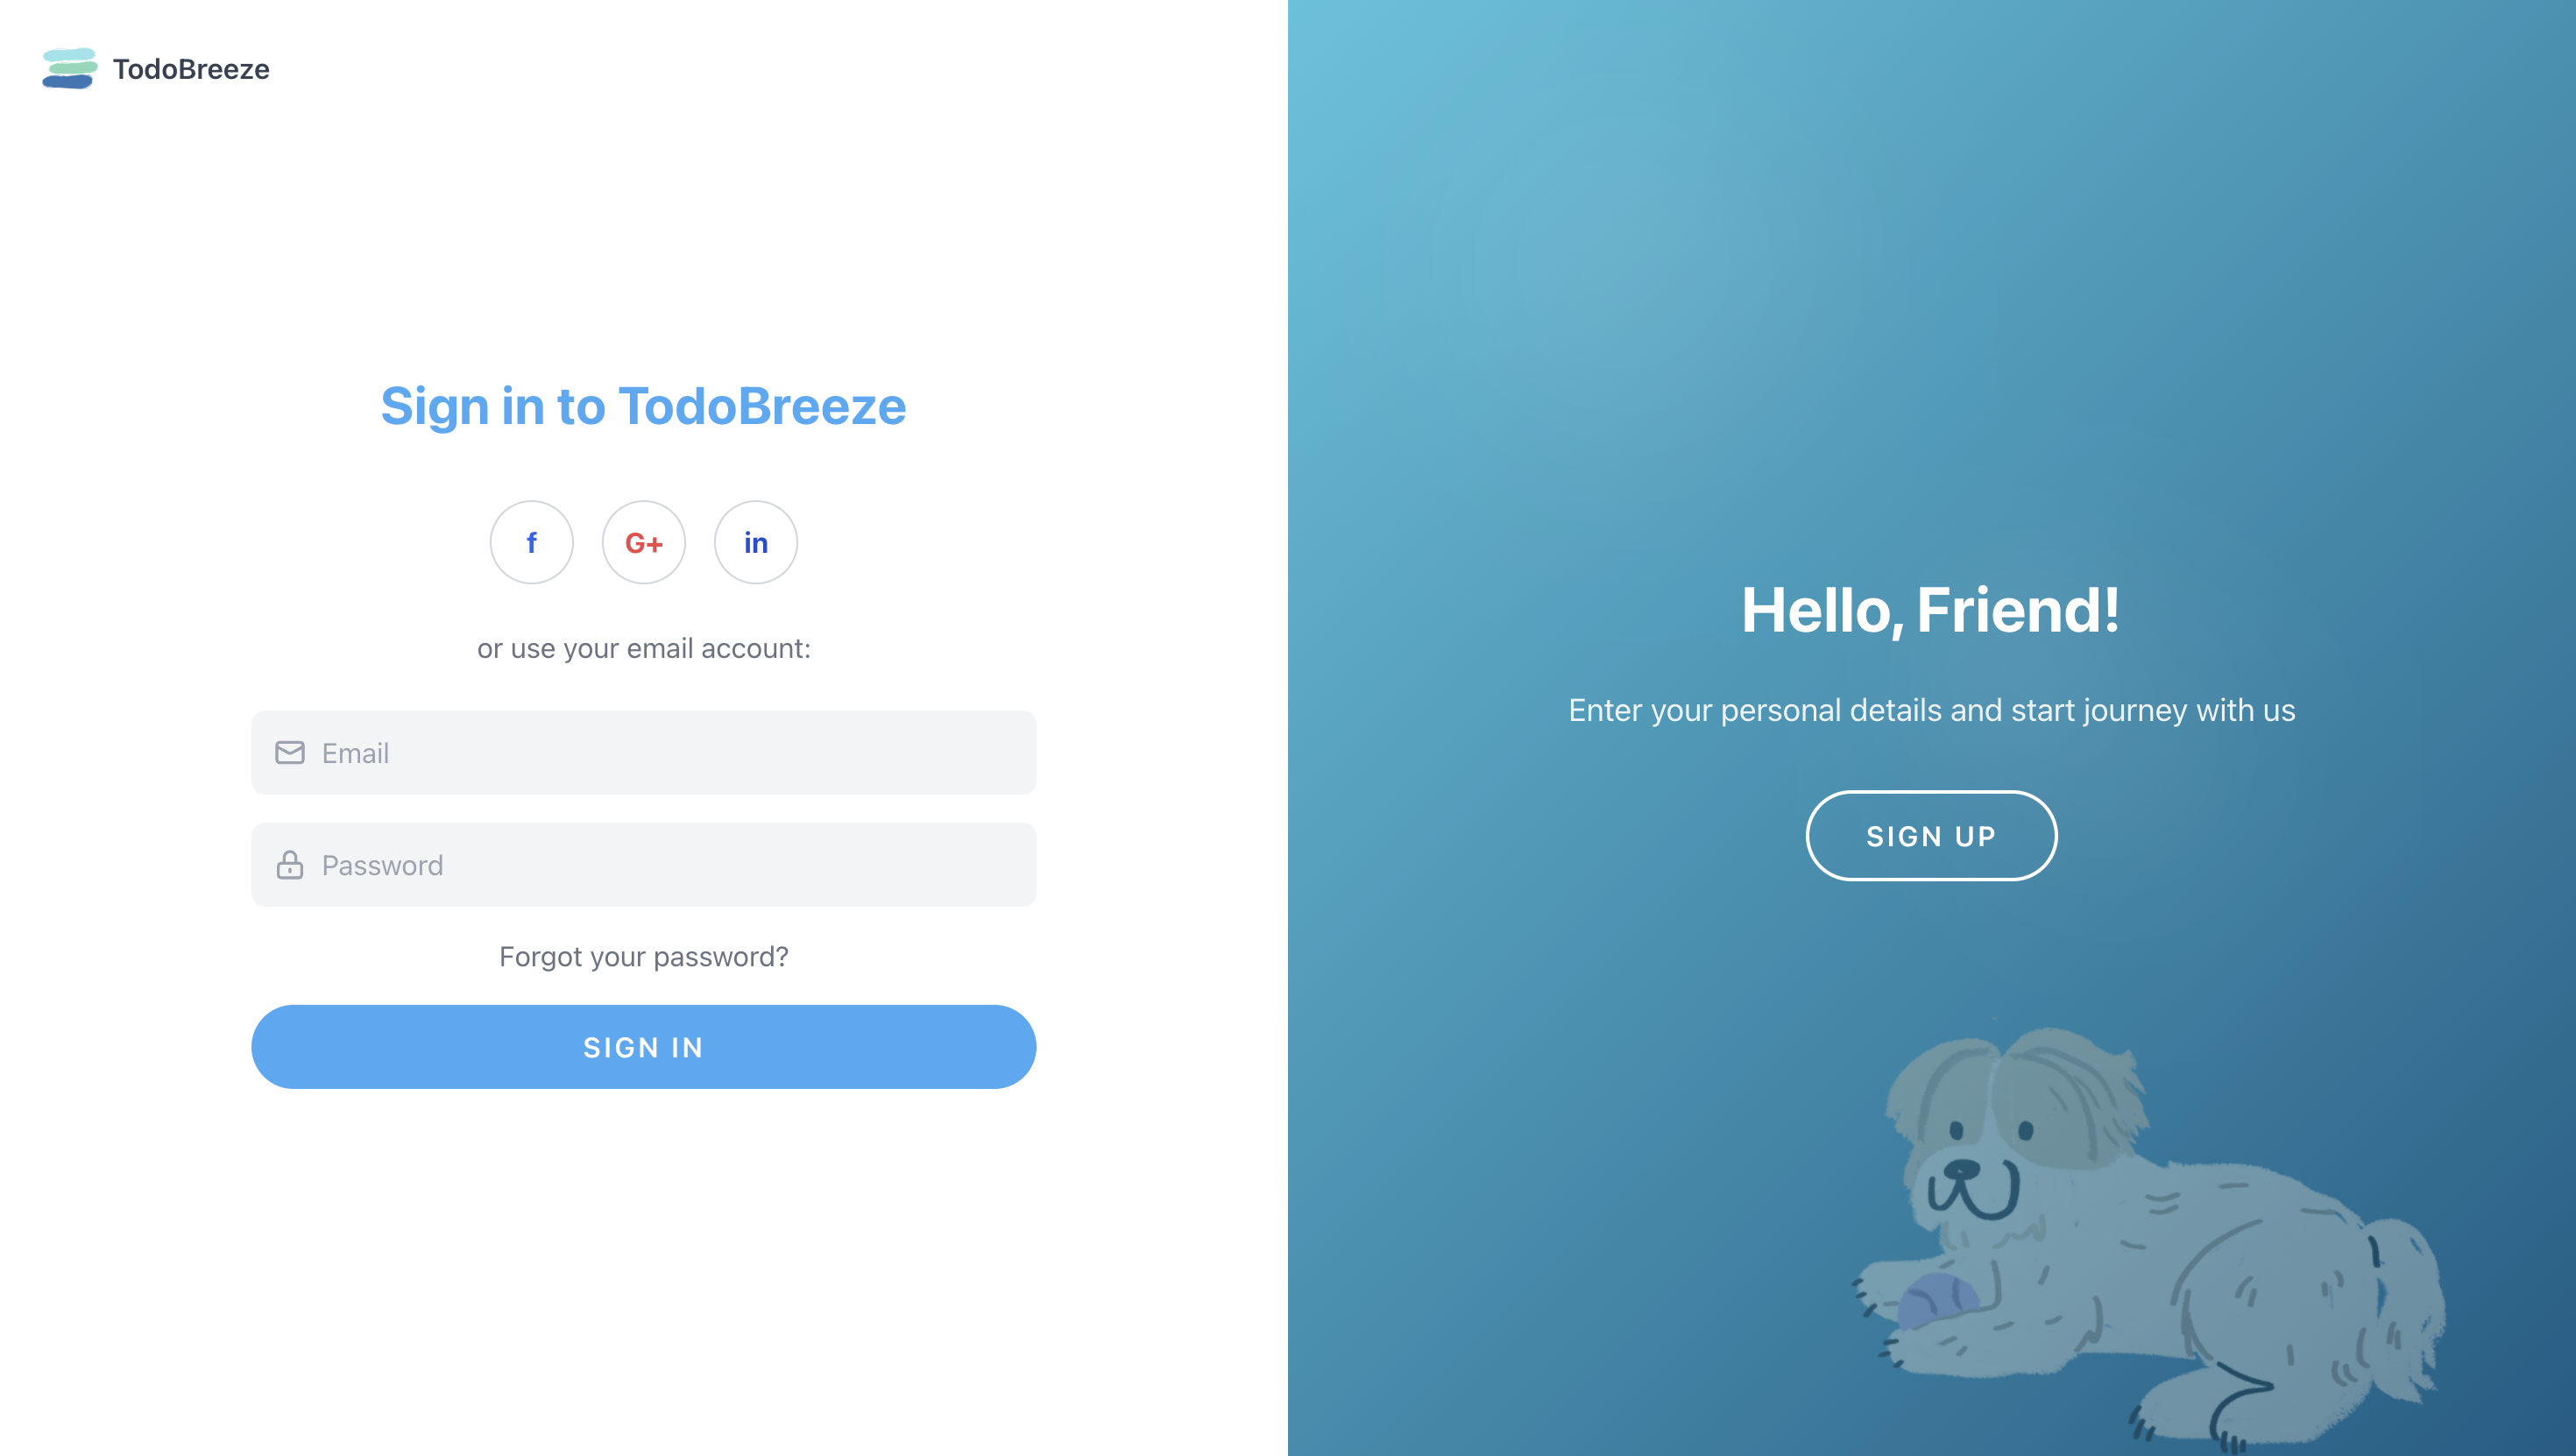 TodoBreeze
Sign in to TodoBreeze
f G+ in
or use your email account:
Email
Password
Forgot your password?
SIGN IN
Hello, Friend!
Enter your personal details and start journey with us
SIGN UP